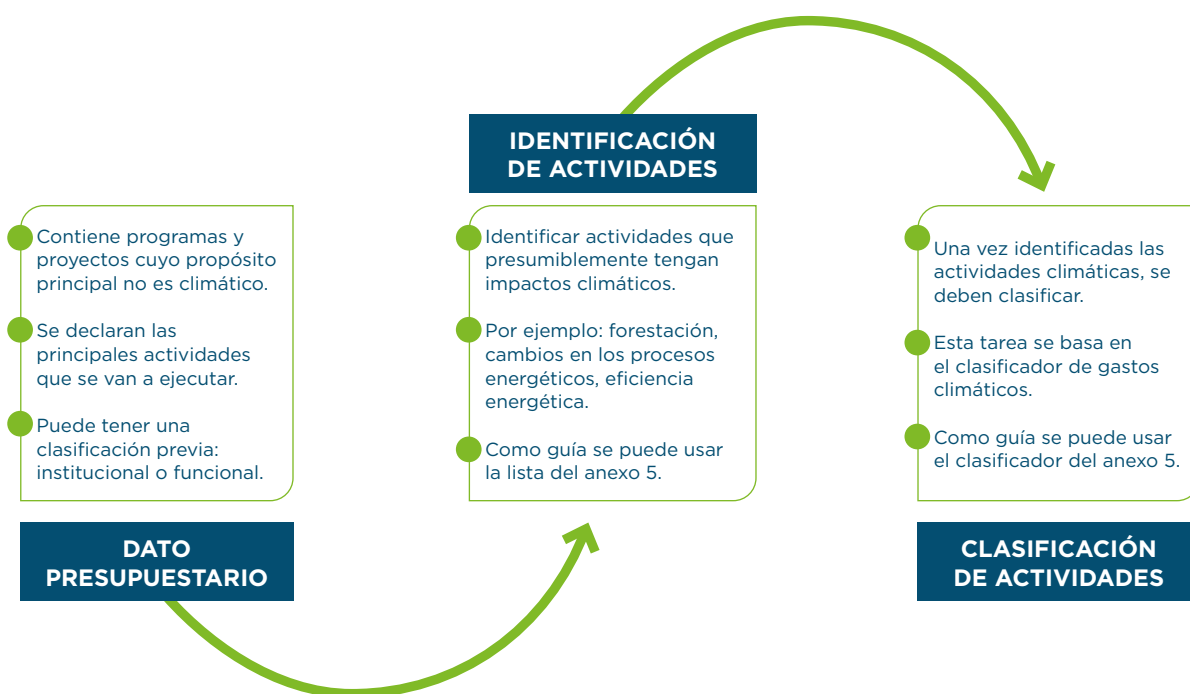 Contiene programas y
proyectos cuyo propósito
principal no es climático.
Se declaran las
principales actividades
que se van a ejecutar.
Puede tener una
clasificación previa:
institucional o funcional.
DATO
PRESUPUESTARIO
IDENTIFICACIÓN
DE ACTIVIDADES
Identificar actividades que
presumiblemente tengan
impactos climáticos.
Por ejemplo: forestación,
cambios en los procesos
energéticos, eficiencia
energética.
Como guía se puede usar
la lista del anexo 5.
Una vez identificadas las
actividades climáticas, se
deben clasificar.
Esta tarea se basa en
el clasificador de gastos
climáticos.
Como guía se puede usar
el clasificador del anexo 5.
CLASIFICACIÓN
DE ACTIVIDADES